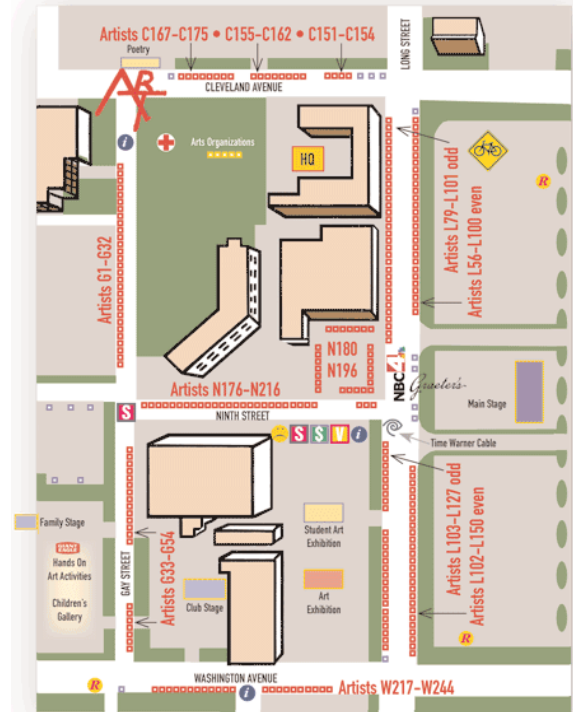 Artists C167-C175 • C155-C162 • C151-C154
Poetry
LONG STREET
CLEVELAND AVENUE
ART
i
Arts Organizations
HQ
R
Artists L79-L101 odd
Artists L56-L100 even
Artists G1-G32
N180
N196
NBC4
Graeter's
Main Stage
Artists N176-N216
S
NINTH STREET
S $ V i
Time Warner Cable
Family Stage
Hands On
Art Activities
Children's
Gallery
GAY STREET
Artists G33-G54
Club Stage
Student Art
Exhibition
Art
Exhibition
Artists L103-L127 odd
Artists L102-L150 even
R
WASHINGTON AVENUE
R
i
Artists W217-W244